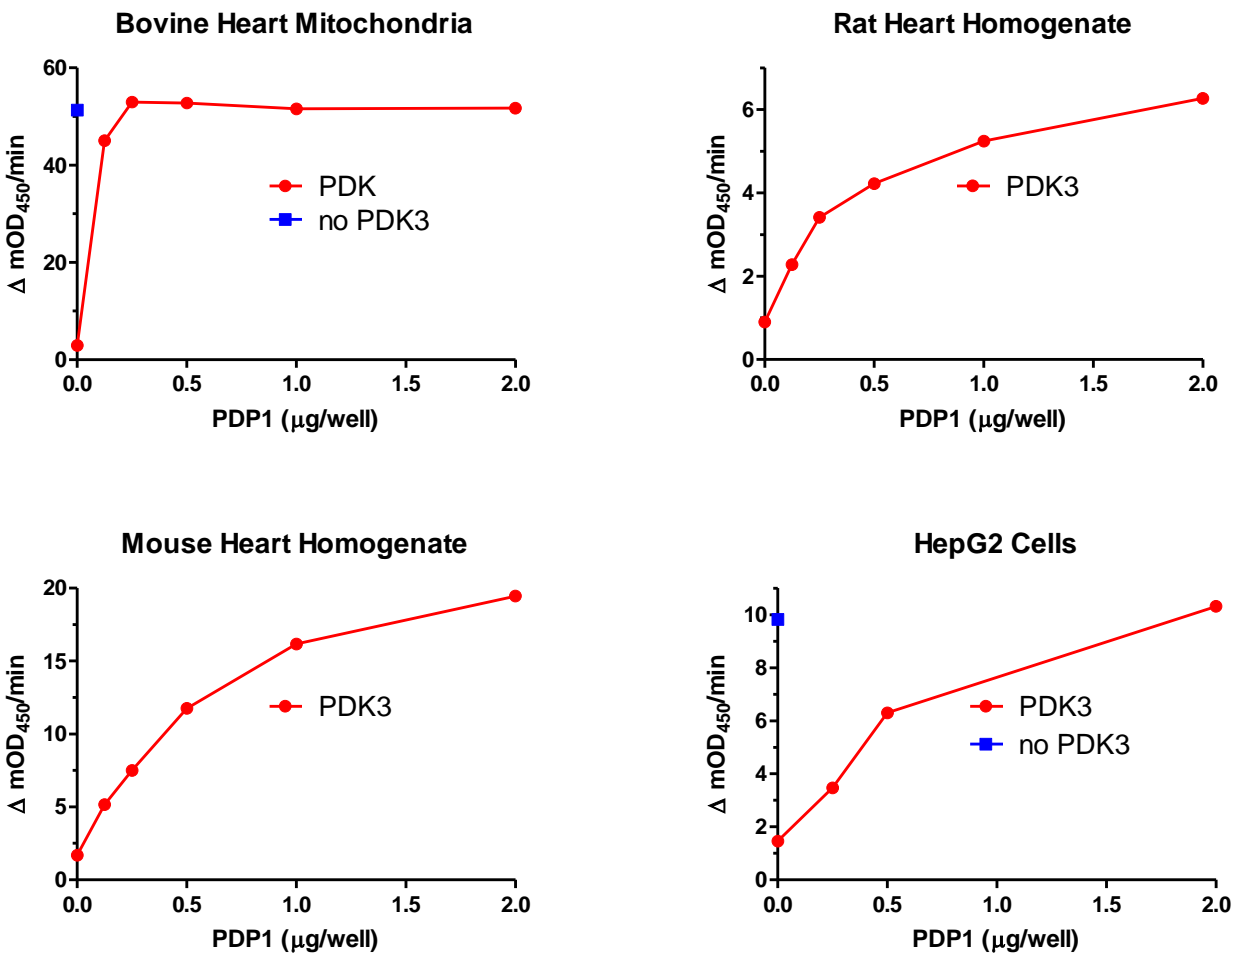 Bovine Heart Mitochondria
60
40
20
0
Δ mOD450/min
PDK
no PDK3
0.0 0.5 1.0 1.5 2.0
PDP1 (μg/well)
Rat Heart Homogenate
6
4
2
0
Δ mOD450/min
PDK3
0.0 0.5 1.0 1.5 2.0
PDP1 (μg/well)
Mouse Heart Homogenate
20
15
10
5
0
Δ mOD450/min
PDK3
0.0 0.5 1.0 1.5 2.0
PDP1 (μg/well)
HepG2 Cells
10
8
6
4
2
0
Δ mOD450/min
PDK3
no PDK3
0.0 0.5 1.0 1.5 2.0
PDP1 (μg/well)